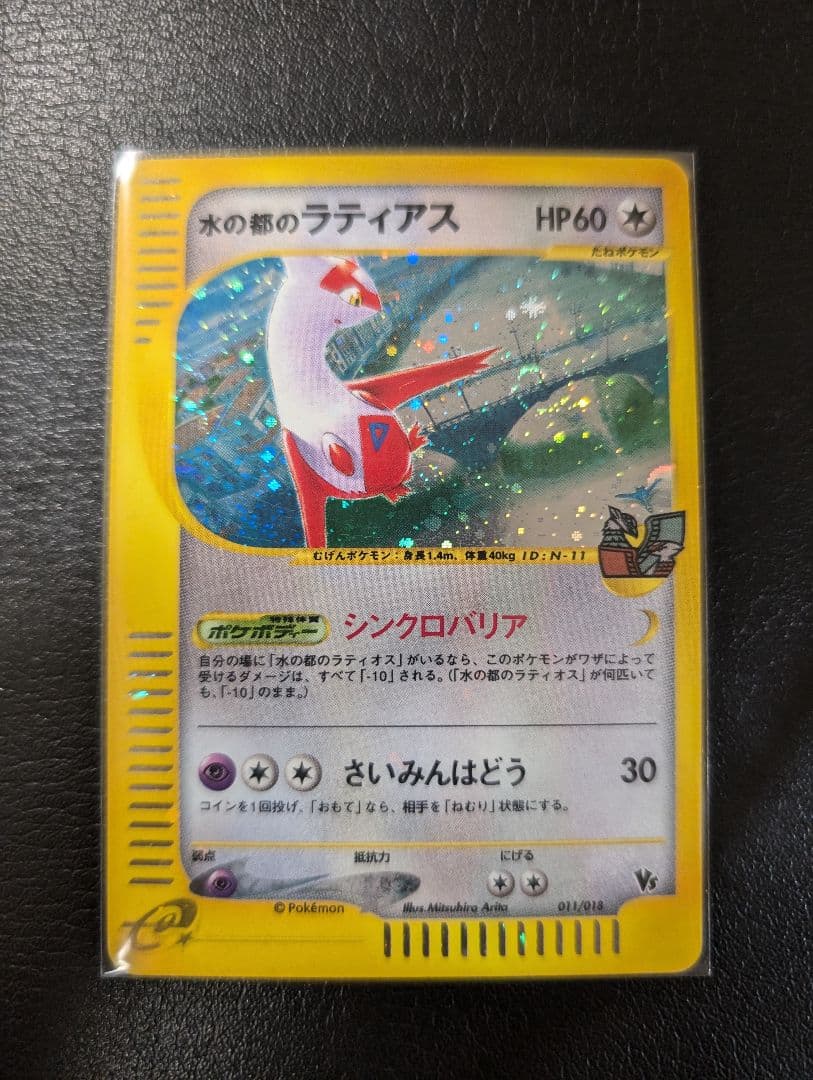 水の都のラティアス HP60
たねポケモン
むげんポケモン：身長1.4m、体重40kg ID:N-11
特殊体質
ポケボディー シンクロバリア
自分の場に「水の都のラティオス」がいるなら、このポケモンがワザによって
受けるダメージは、すべて「-10」される。（「水の都のラティオス」が何匹いて
も、「-10」のまま。）
さいみんはどう 30
コインを1回投げ、「おもて」なら、相手を「ねむり」状態にする。
弱点 抵抗力 にげる
VS
©Pokémon Illus.Mitsuhiro Arita 011/018
e